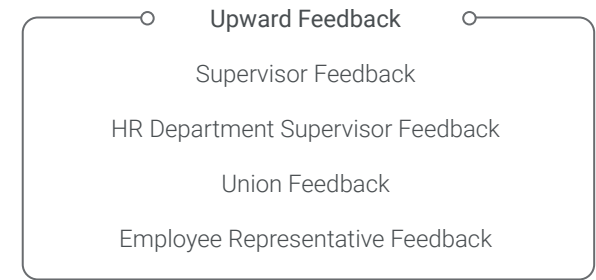 Upward Feedback
Supervisor Feedback
HR Department Supervisor Feedback
Union Feedback
Employee Representative Feedback